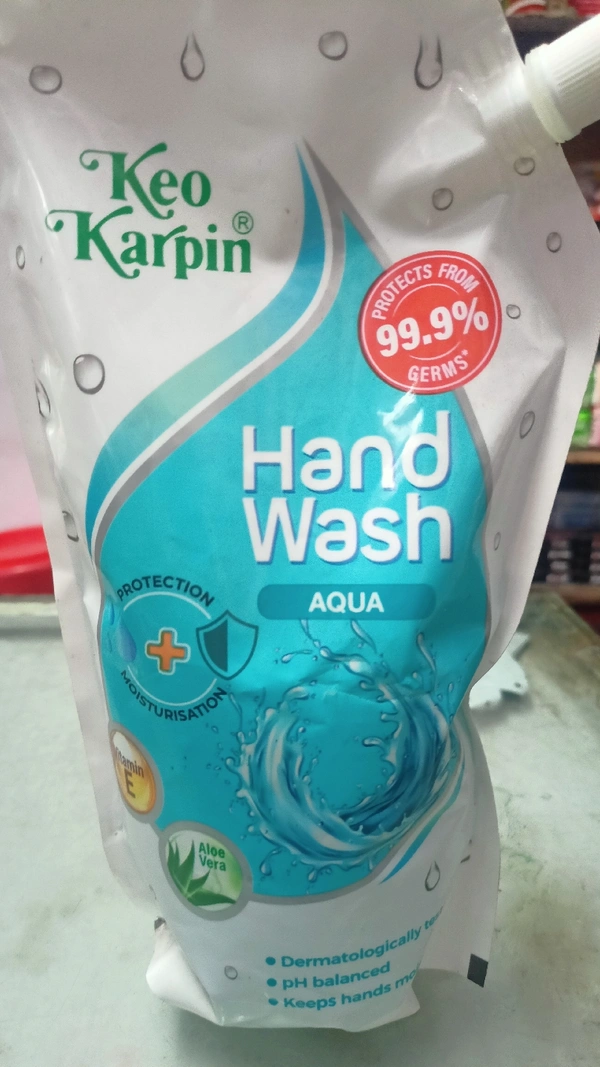 Keo
Karpin®
PROTECTS FROM
99.9%
GERMS*
Hand
Wash
AQUA
PROTECTION
MOISTURISATION
Vitamin
E
Aloe
Vera
• Dermatologically
• pH balanced
• Keeps hands